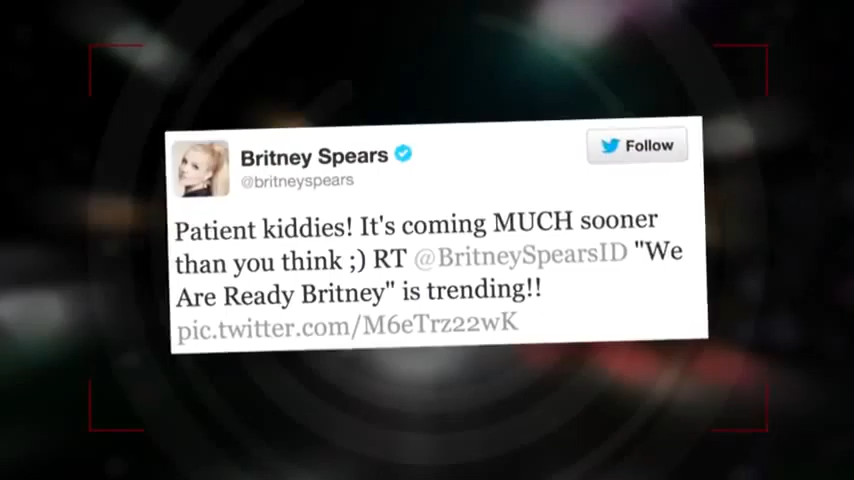 Britney Spears
@britneyspears
Follow
Patient kiddies! It's coming MUCH sooner
than you think ;) RT @BritneySpearsID "We
Are Ready Britney" is trending!!
pic.twitter.com/M6eTrz22wK